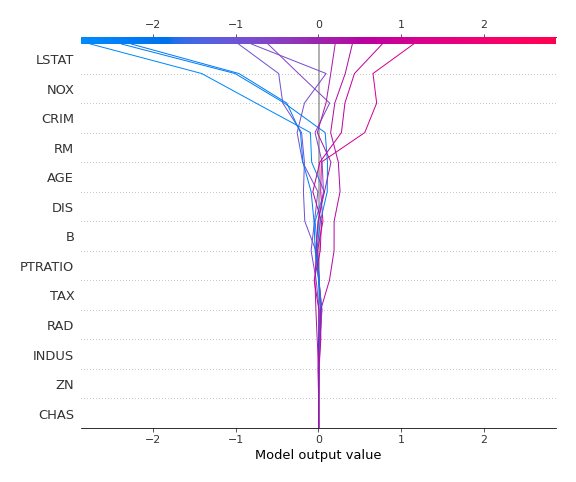 −2 −1 0 1 2
LSTAT
NOX
CRIM
RM
AGE
DIS
B
PTRATIO
TAX
RAD
INDUS
ZN
CHAS
−2 −1 0 1 2
Model output value